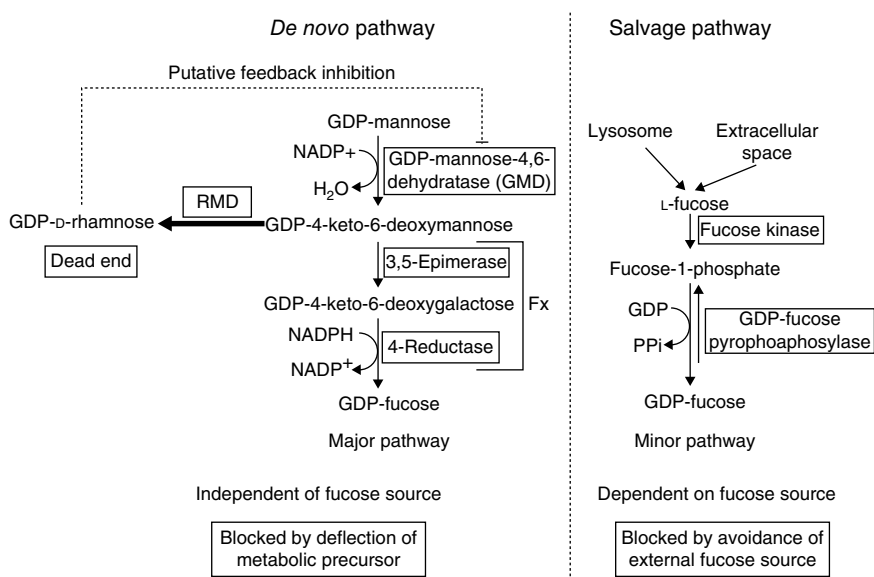 De novo pathway
Putative feedback inhibition
GDP-mannose
NADP+
GDP-mannose-4,6-
dehydratase (GMD)
H2O
RMD
GDP-D-rhamnose
GDP-4-keto-6-deoxymannose
Dead end
3,5-Epimerase
GDP-4-keto-6-deoxygalactose
Fx
NADPH
4-Reductase
NADP+
GDP-fucose
Major pathway
Independent of fucose source
Blocked by deflection of
metabolic precursor
Salvage pathway
Lysosome
Extracellular
space
L-fucose
Fucose kinase
Fucose-1-phosphate
GDP
GDP-fucose
pyrophoaphosylase
PPi
GDP-fucose
Minor pathway
Dependent on fucose source
Blocked by avoidance of
external fucose source